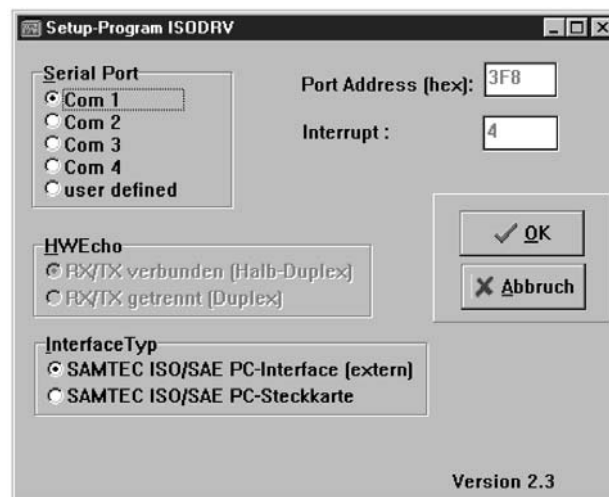 Setup-Program ISODRV
Serial Port
Com 1
Com 2
Com 3
Com 4
user defined
Port Address (hex): 3F8
Interrupt : 4
HWEcho
RX/TX verbunden (Halb-Duplex)
RX/TX getrennt (Duplex)
OK
Abbruch
InterfaceTyp
SAMTEC ISO/SAE PC-Interface (extern)
SAMTEC ISO/SAE PC-Steckkarte
Version 2.3